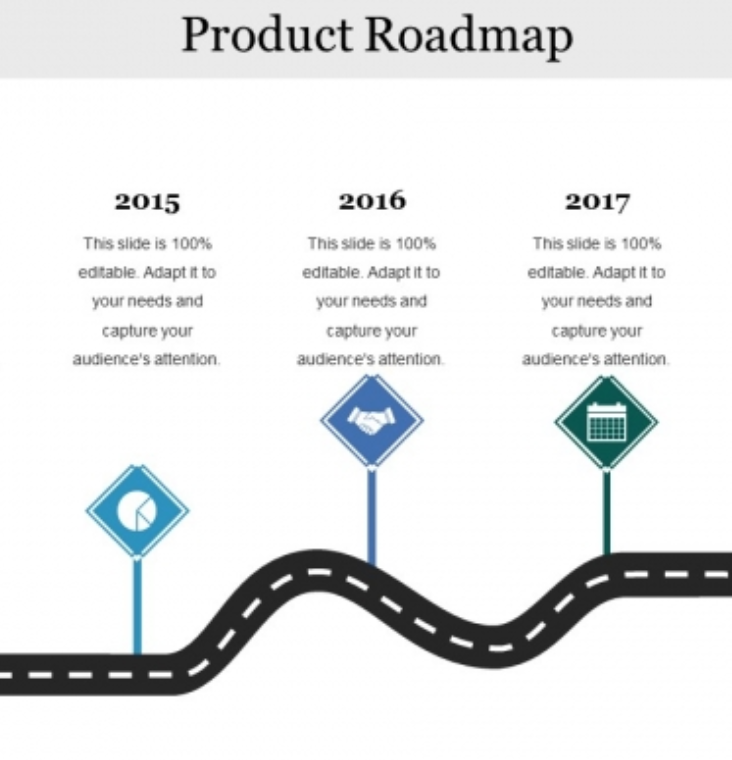 Product Roadmap
2015
This slide is 100%
editable. Adapt it to
your needs and
capture your
audience's attention.
2016
This slide is 100%
editable. Adapt it to
your needs and
capture your
audience's attention.
2017
This slide is 100%
editable. Adapt it to
your needs and
capture your
audience's attention.